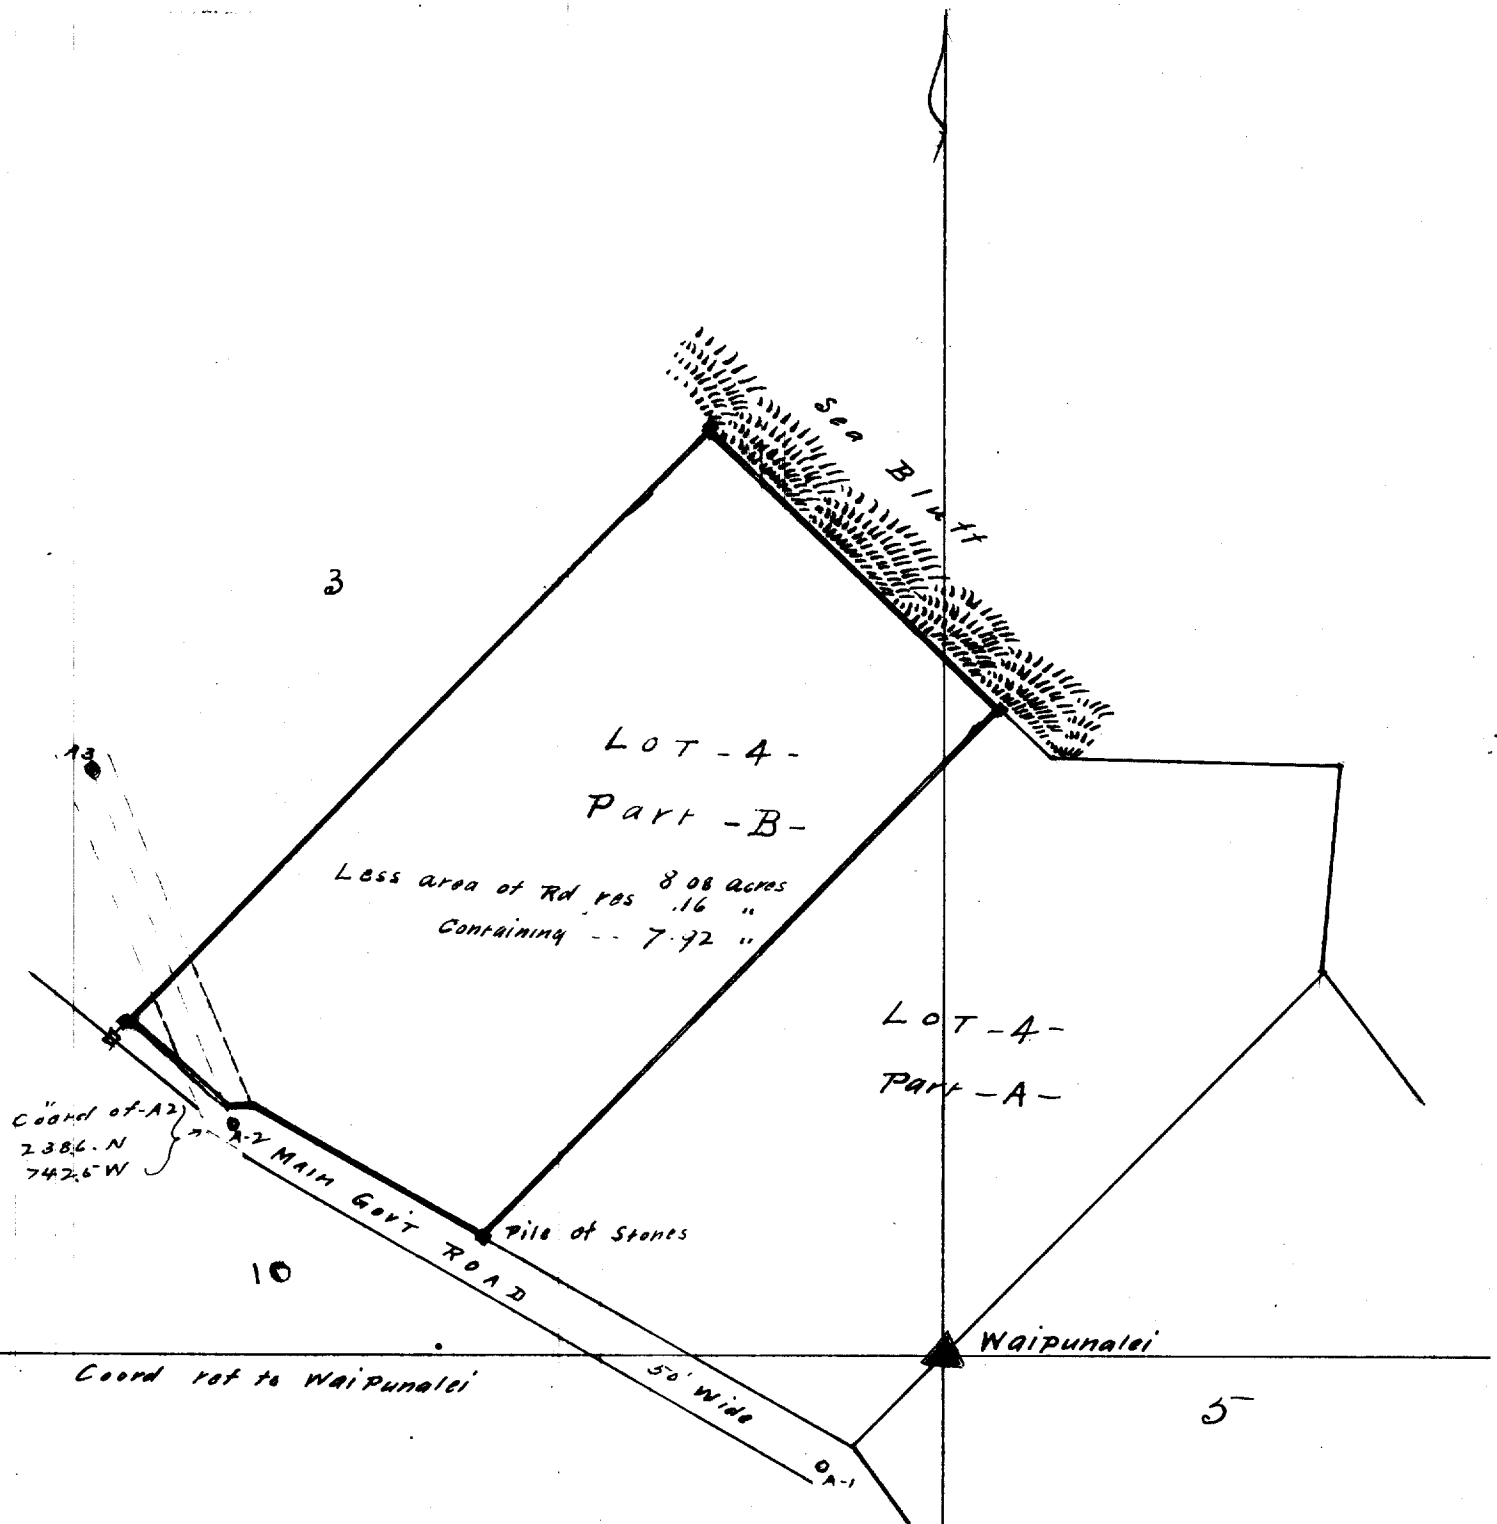 Sea Bluff
3
A3
LOT - 4 -
Part - B -
8 08 acres
Less area of Rd res .16 "
Containing -- 7.92 "
LOT - 4 -
Part - A -
Coord of A2
2386. N
742.5 W
A-2
MAIN GOV'T ROAD
Pile of Stones
10
Waipunalei
Coord ref to Waipunalei
50' Wide
5
A-1